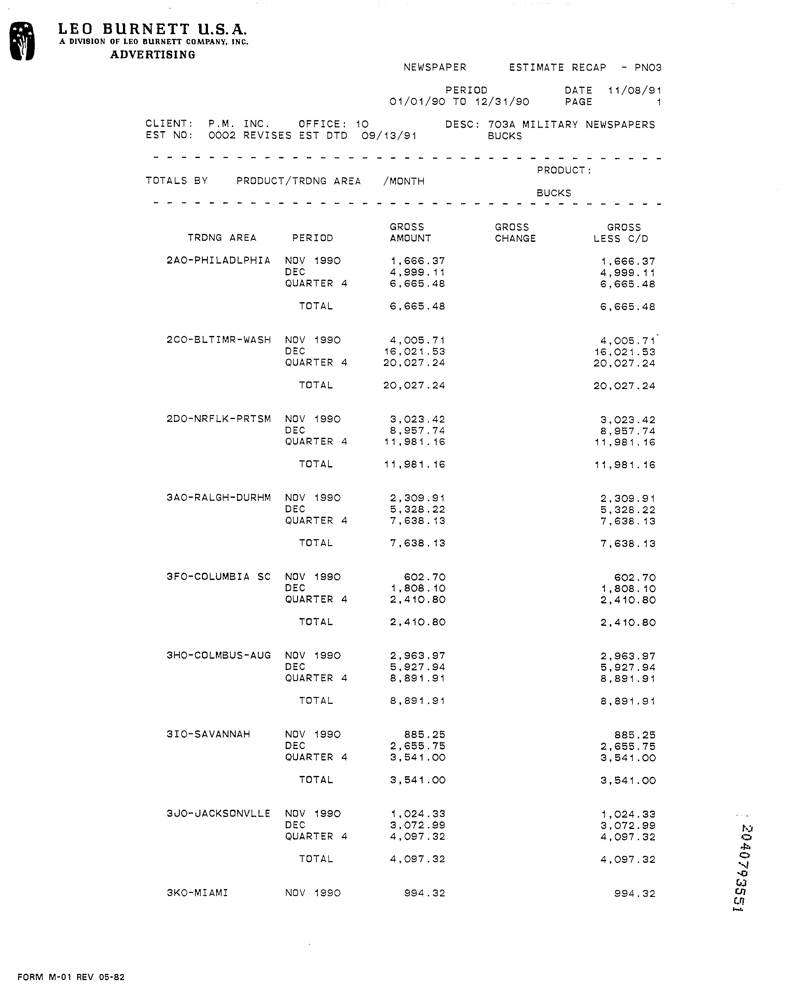 LEO BURNETT U.S.A.
A DIVISION OF LEO BURNETT COMPANY, INC.
ADVERTISING
NEWSPAPER ESTIMATE RECAP - PNO3
PERIOD DATE 11/08/91
01/01/90 TO 12/31/90 PAGE 1
CLIENT: P.M. INC. OFFICE: 10 DESC: 703A MILITARY NEWSPAPERS
EST NO: 0002 REVISES EST DTD 09/13/91 BUCKS
PRODUCT:
TOTALS BY PRODUCT/TRDNG AREA /MONTH
BUCKS
GROSS GROSS GROSS
TRDNG AREA PERIOD AMOUNT CHANGE LESS C/D
2AO-PHILADLPHIA NOV 1990 1,666.37 1,666.37
DEC 4,999.11 4,999.11
QUARTER 4 6,665.48 6,665.48
TOTAL 6,665.48 6,665.48
2CO-BLTIMR-WASH NOV 1990 4,005.71 4,005.71
DEC 16,021.53 16,021.53
QUARTER 4 20,027.24 20,027.24
TOTAL 20,027.24 20,027.24
2DO-NRFLK-PRTSM NOV 1990 3,023.42 3,023.42
DEC 8,957.74 8,957.74
QUARTER 4 11,981.16 11,981.16
TOTAL 11,981.16 11,981.16
3AO-RALGH-DURHM NOV 1990 2,309.91 2,309.91
DEC 5,328.22 5,328.22
QUARTER 4 7,638.13 7,638.13
TOTAL 7,638.13 7,638.13
3FO-COLUMBIA SC NOV 1990 602.70 602.70
DEC 1,808.10 1,808.10
QUARTER 4 2,410.80 2,410.80
TOTAL 2,410.80 2,410.80
3HO-COLMBUS-AUG NOV 1990 2,963.97 2,963.97
DEC 5,927.94 5,927.94
QUARTER 4 8,891.91 8,891.91
TOTAL 8,891.91 8,891.91
3IO-SAVANNAH NOV 1990 885.25 885.25
DEC 2,655.75 2,655.75
QUARTER 4 3,541.00 3,541.00
TOTAL 3,541.00 3,541.00
3JO-JACKSONVLLE NOV 1990 1,024.33 1,024.33
DEC 3,072.99 3,072.99
QUARTER 4 4,097.32 4,097.32
TOTAL 4,097.32 4,097.32
3KO-MIAMI NOV 1990 994.32 994.32
2040793551
FORM M-01 REV 05-82